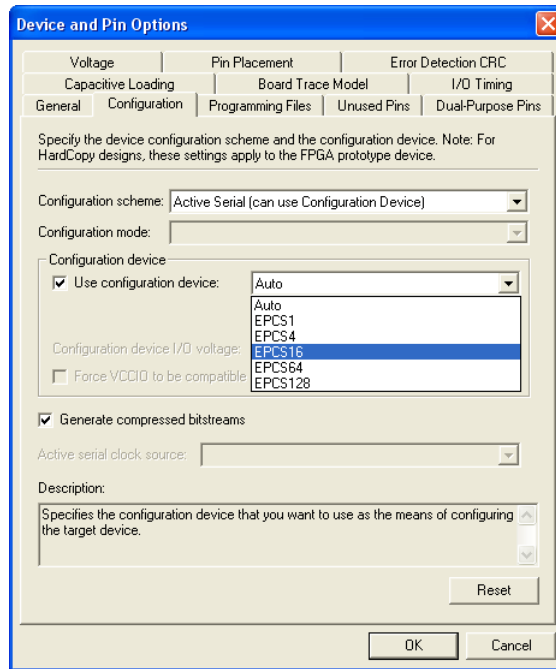 Device and Pin Options
Voltage
Pin Placement
Error Detection CRC
Capacitive Loading
Board Trace Model
I/O Timing
General
Configuration
Programming Files
Unused Pins
Dual-Purpose Pins
Specify the device configuration scheme and the configuration device. Note: For
HardCopy designs, these settings apply to the FPGA prototype device.
Configuration scheme:
Active Serial (can use Configuration Device)
Configuration mode:
Configuration device
Use configuration device:
Auto
Auto
EPCS1
EPCS4
EPCS16
EPCS64
EPCS128
Configuration device I/O voltage:
Force VCCIO to be compatible
Generate compressed bitstreams
Active serial clock source:
Description:
Specifies the configuration device that you want to use as the means of configuring
the target device.
Reset
OK
Cancel